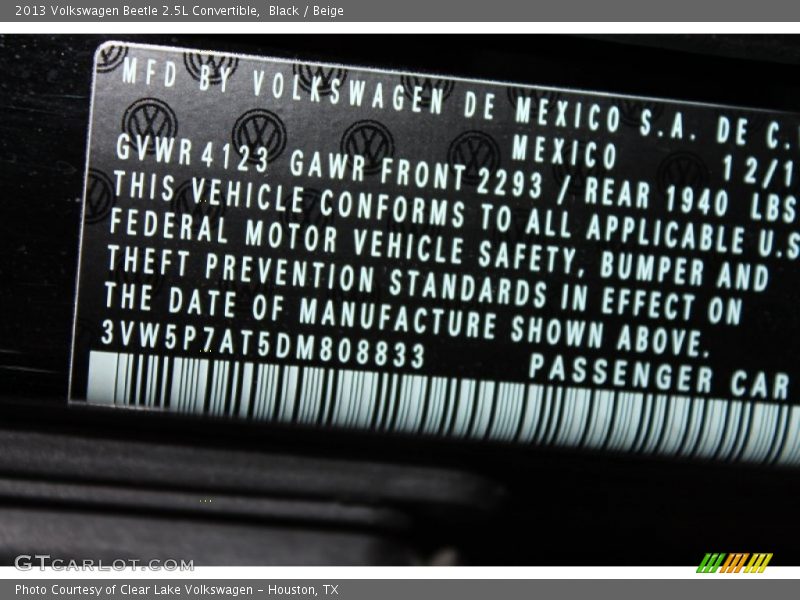 2013 Volkswagen Beetle 2.5L Convertible, Black / Beige
MFD BY VOLKSWAGEN DE MEXICO S.A. DE C.
MEXICO 12/1
GVWR 4123 GAWR FRONT 2293 / REAR 1940 LBS
THIS VEHICLE CONFORMS TO ALL APPLICABLE U.S
FEDERAL MOTOR VEHICLE SAFETY, BUMPER AND
THEFT PREVENTION STANDARDS IN EFFECT ON
THE DATE OF MANUFACTURE SHOWN ABOVE.
3VW5P7AT5DM808833 PASSENGER CAR
GTCARLOT.COM
Photo Courtesy of Clear Lake Volkswagen – Houston, TX